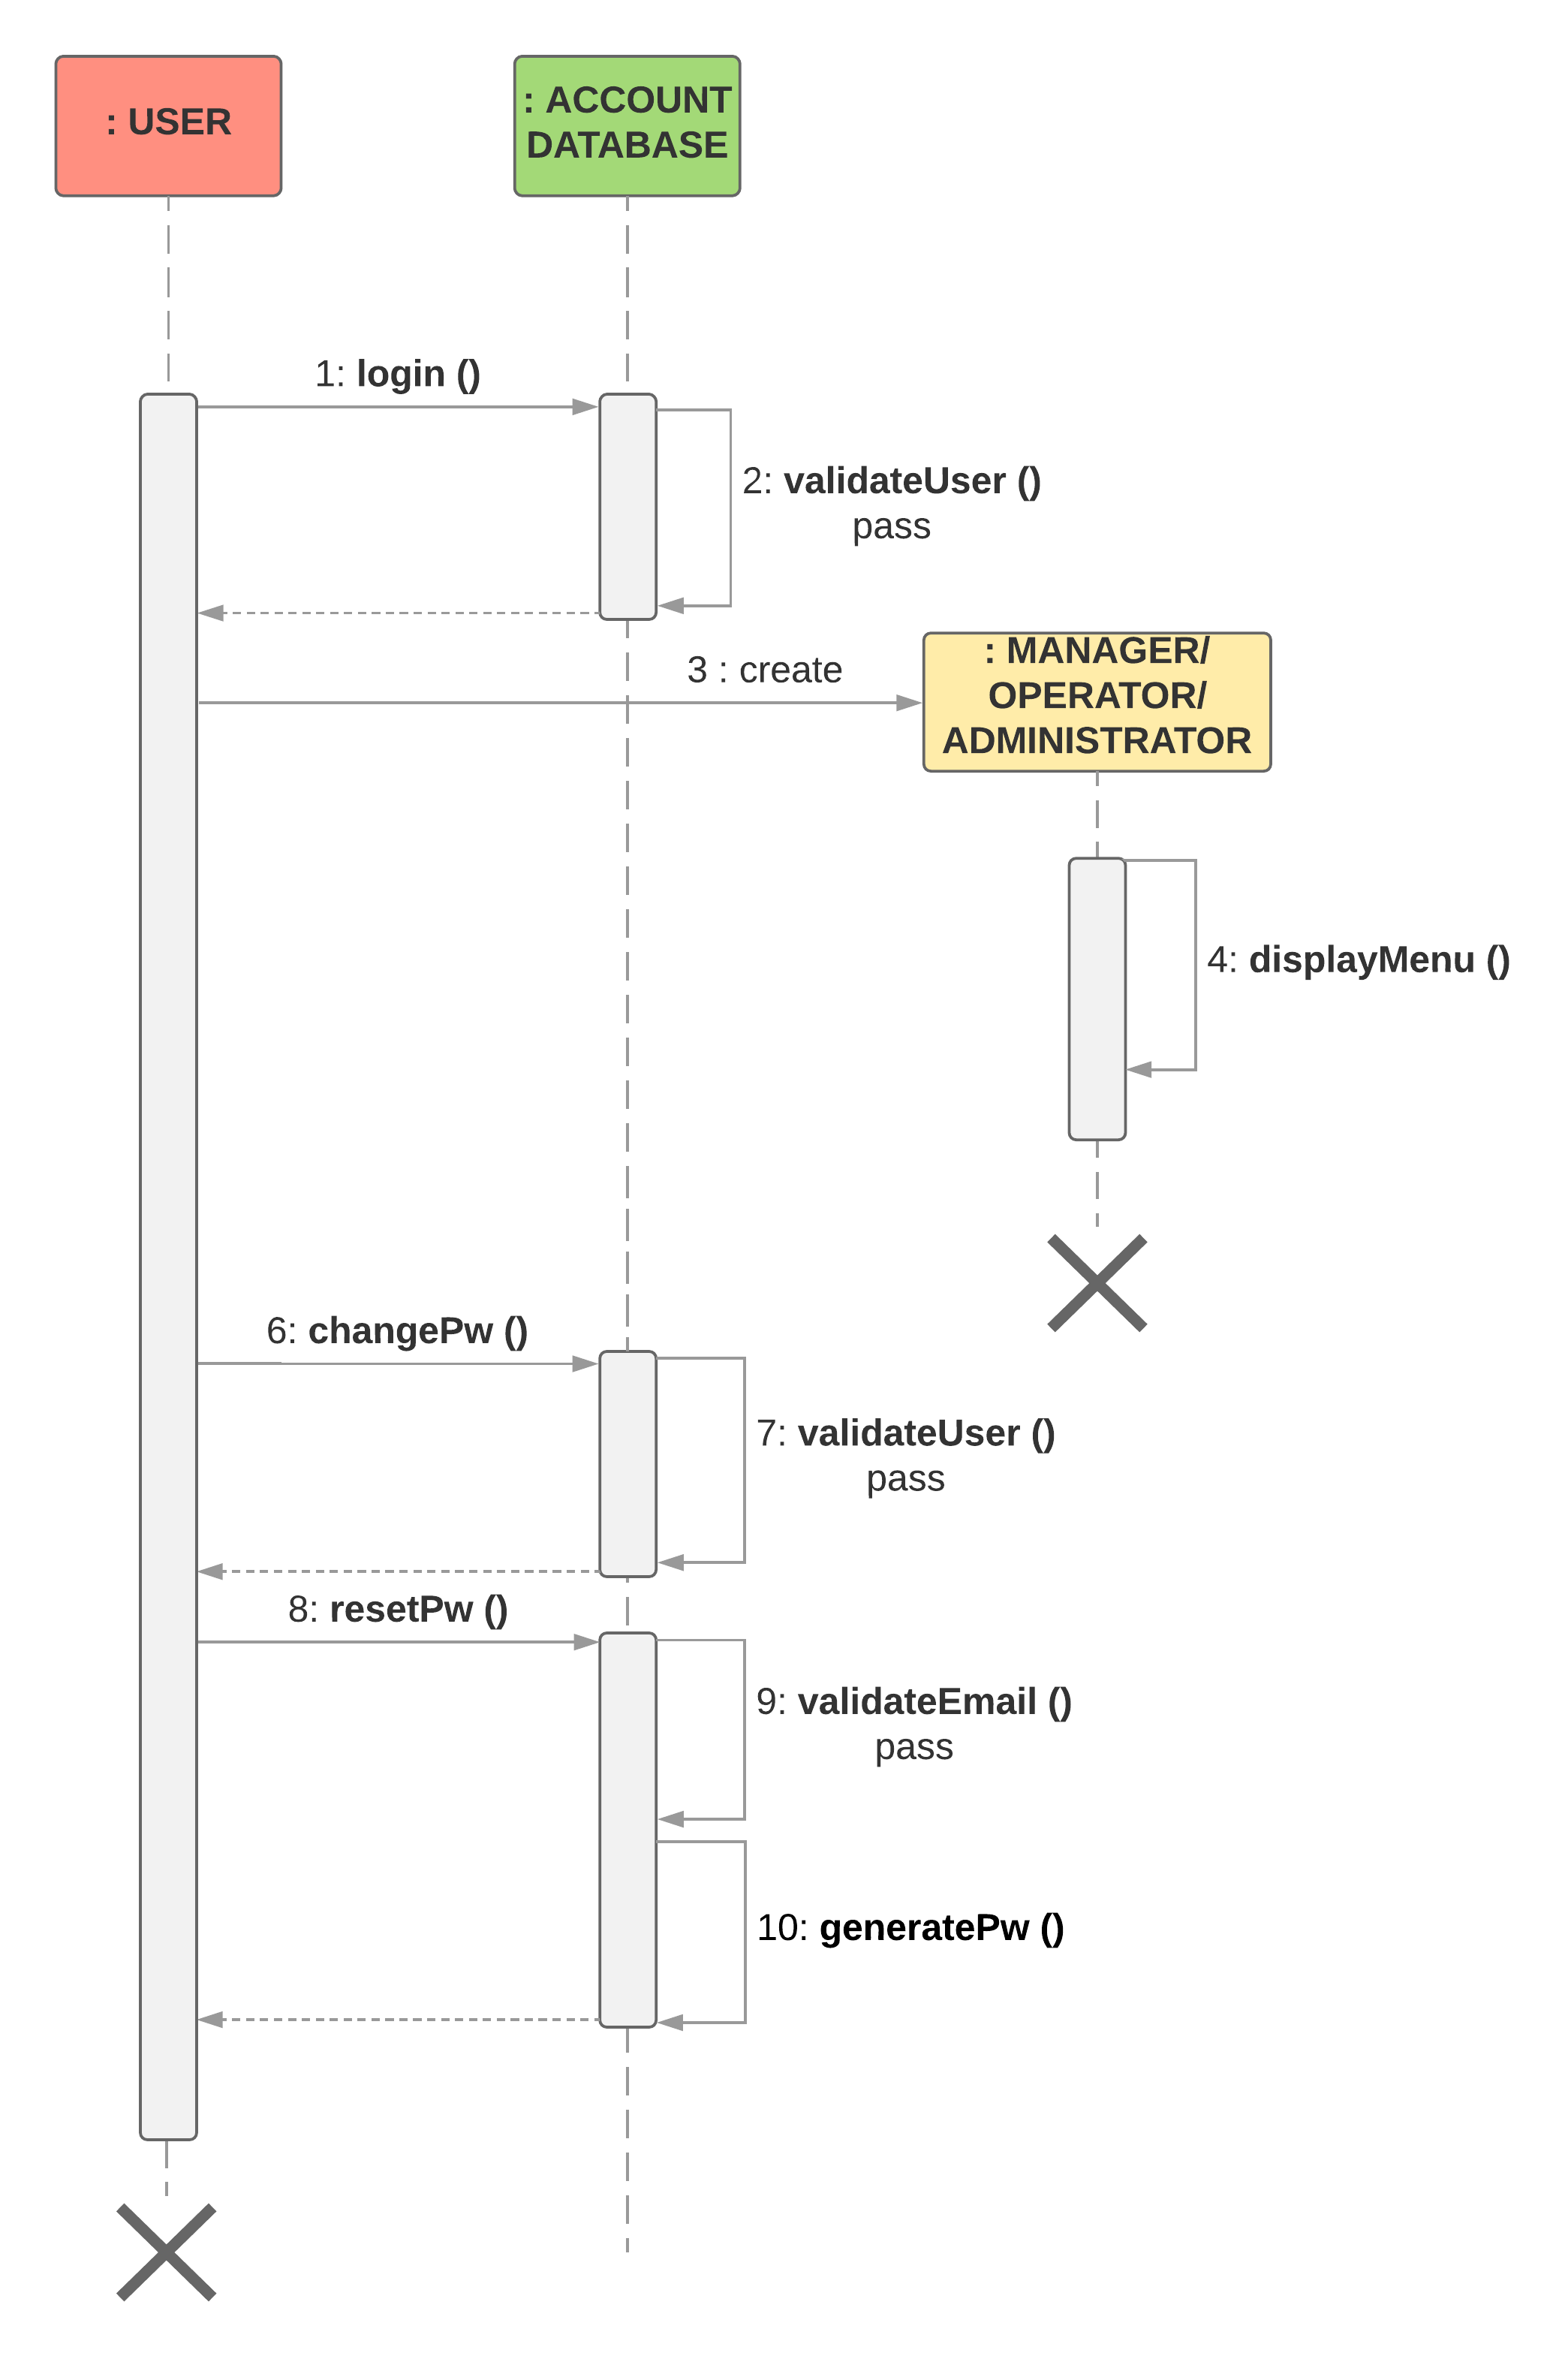 : USER
: ACCOUNT
DATABASE
1: login ()
2: validateUser ()
pass
3 : create
: MANAGER/
OPERATOR/
ADMINISTRATOR
4: displayMenu ()
6: changePw ()
7: validateUser ()
pass
8: resetPw ()
9: validateEmail ()
pass
10: generatePw ()